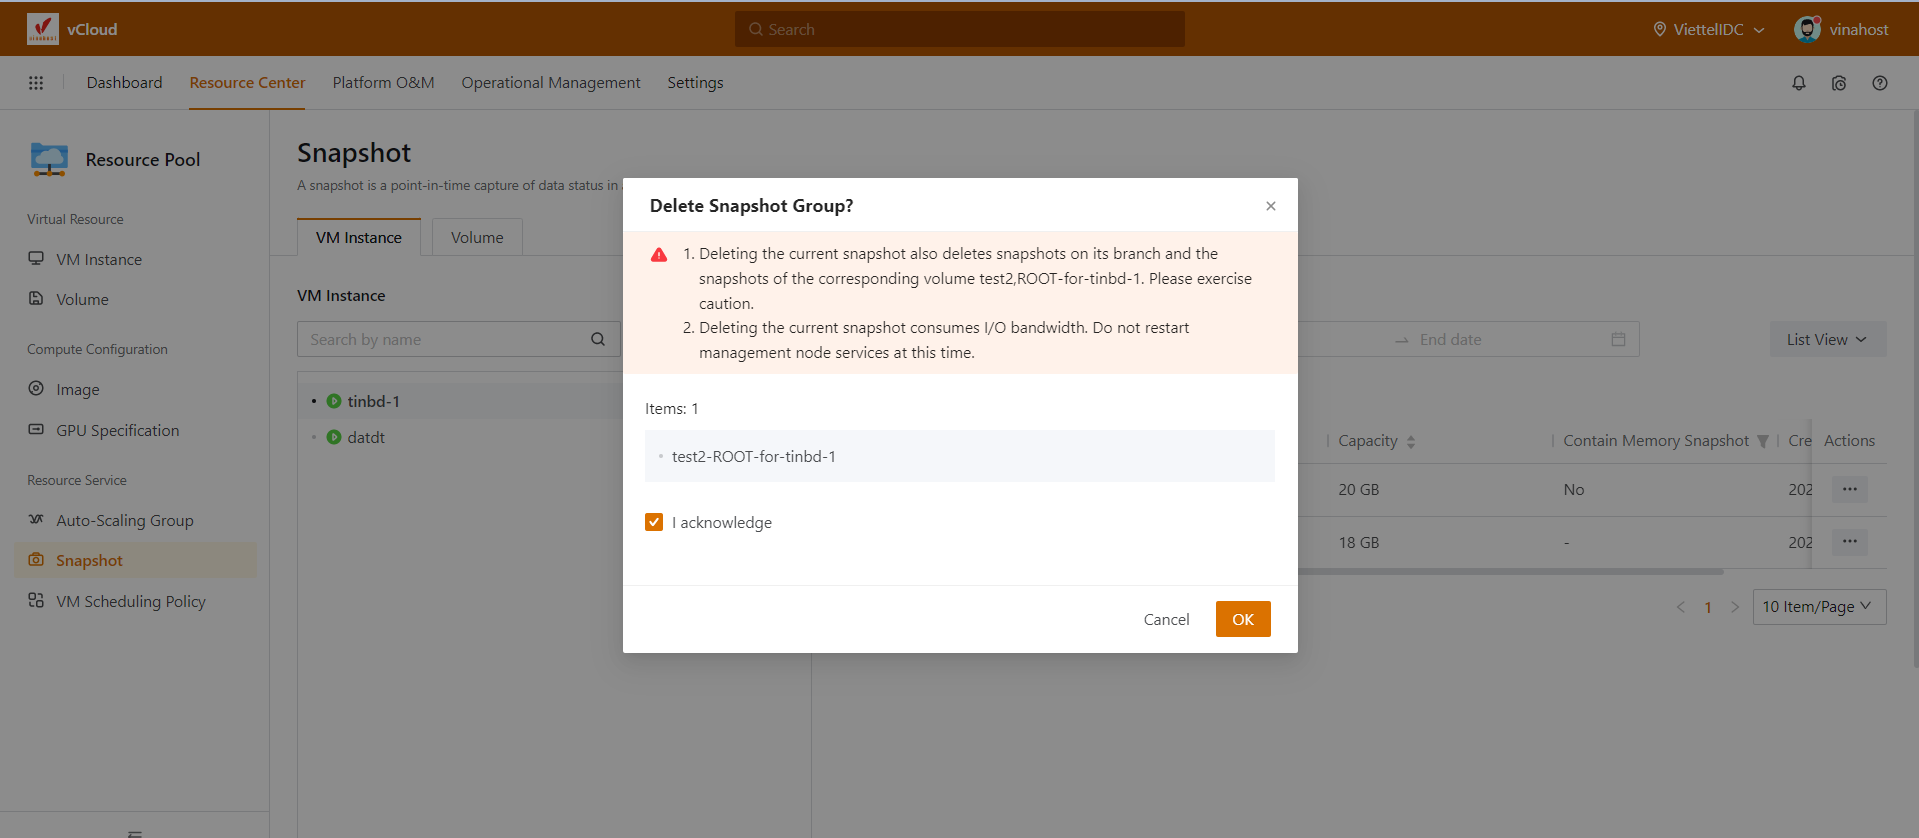 vCloud
Search
ViettelIDC
vinahost
Dashboard
Resource Center
Platform O&M
Operational Management
Settings
Resource Pool
Virtual Resource
VM Instance
Volume
Compute Configuration
Image
GPU Specification
Resource Service
Auto-Scaling Group
Snapshot
VM Scheduling Policy
Snapshot
A snapshot is a point-in-time capture of data status in
VM Instance
Volume
VM Instance
Search by name
tinbd-1
datdt
Delete Snapshot Group?
1. Deleting the current snapshot also deletes snapshots on its branch and the
snapshots of the corresponding volume test2,ROOT-for-tinbd-1. Please exercise
caution.
2. Deleting the current snapshot consumes I/O bandwidth. Do not restart
management node services at this time.
Items: 1
test2-ROOT-for-tinbd-1
I acknowledge
Cancel
OK
End date
List View
Capacity
Contain Memory Snapshot
Cre
Actions
20 GB
No
202
18 GB
-
202
1
10 Item/Page